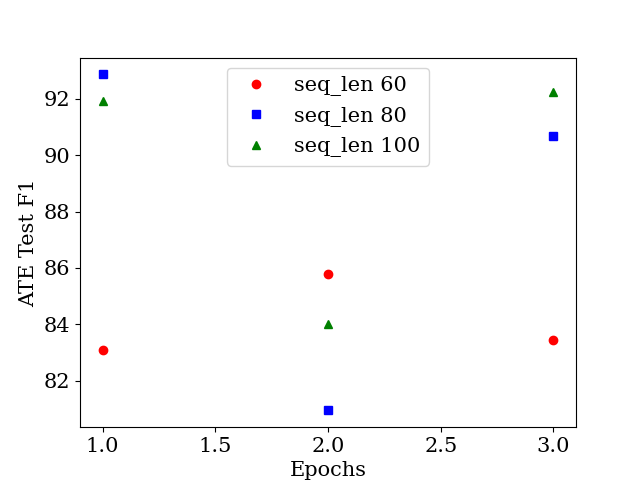 seq_len 60
seq_len 80
seq_len 100
ATE Test F1
92
90
88
86
84
82
1.0 1.5 2.0 2.5 3.0
Epochs